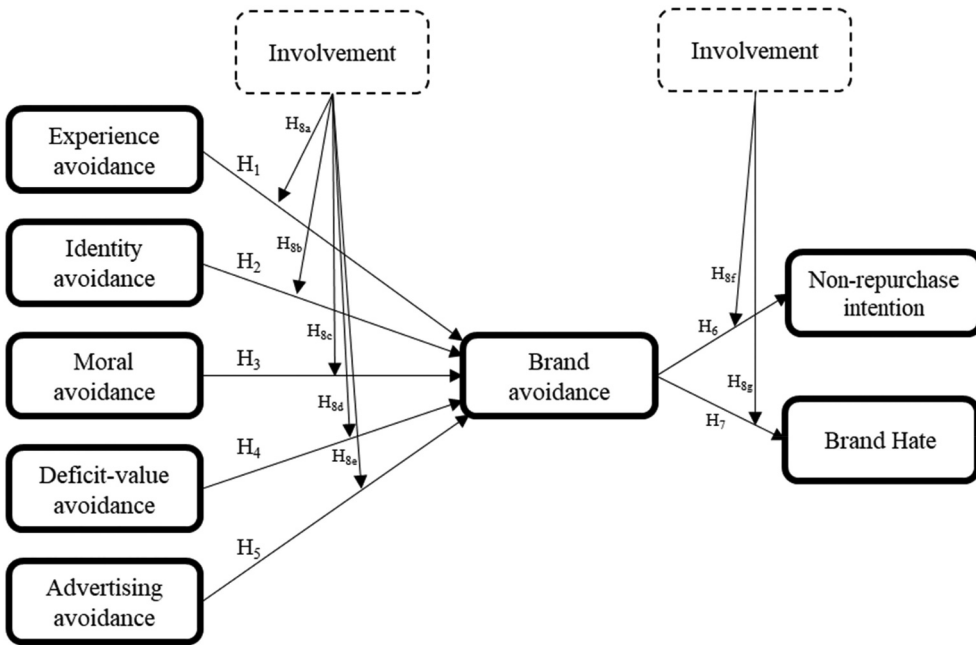 Involvement
Involvement
Experience
avoidance
Identity
avoidance
Moral
avoidance
Deficit-value
avoidance
Advertising
avoidance
H1
H2
H3
H4
H5
H8a
H8b
H8c
H8d
H8e
Brand
avoidance
H8f
H6
H8g
H7
Non-repurchase
intention
Brand Hate